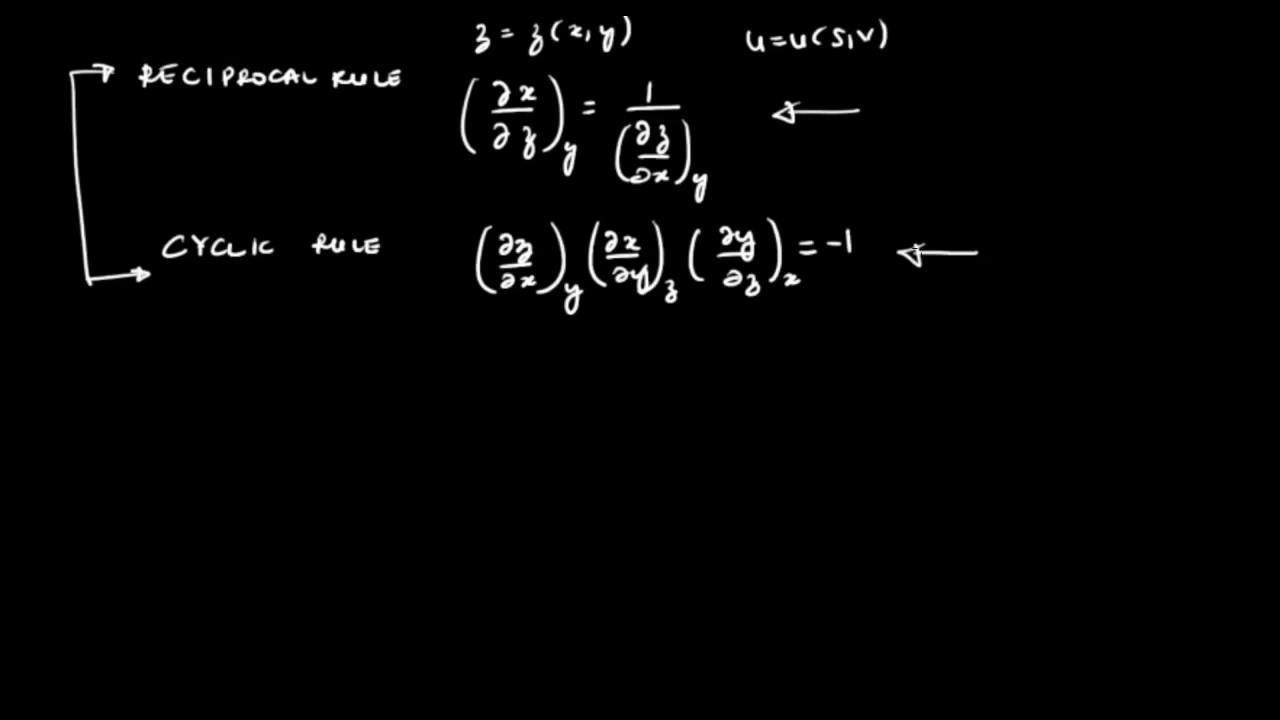 z = z(x,y) u=u(s,v)
RECIPROCAL RULE (∂x/∂z)_y = 1/(∂z/∂x)_y
CYCLIC RULE (∂z/∂x)_y (∂x/∂y)_z (∂y/∂z)_x = -1